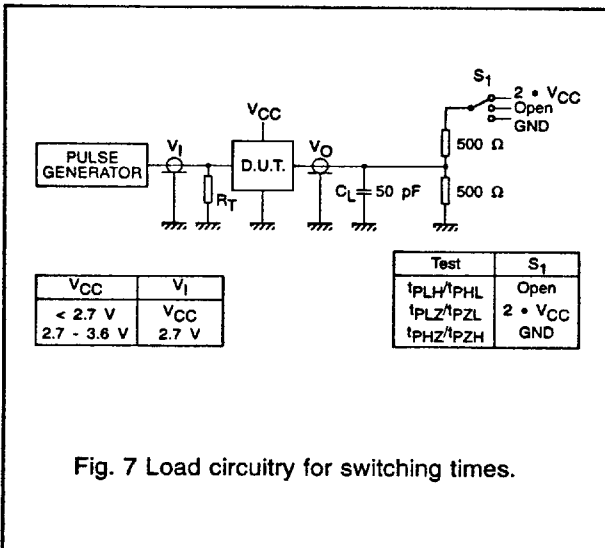 S1
2 • VCC
Open
GND
VCC
VI
VO
500 Ω
PULSE
GENERATOR
D.U.T.
RT
CL
50 pF
500 Ω
VCC VI
< 2.7 V VCC
2.7 - 3.6 V 2.7 V
Test S1
tPLH/tPHL Open
tPLZ/tPZL 2 • VCC
tPHZ/tPZH GND
Fig. 7 Load circuitry for switching times.